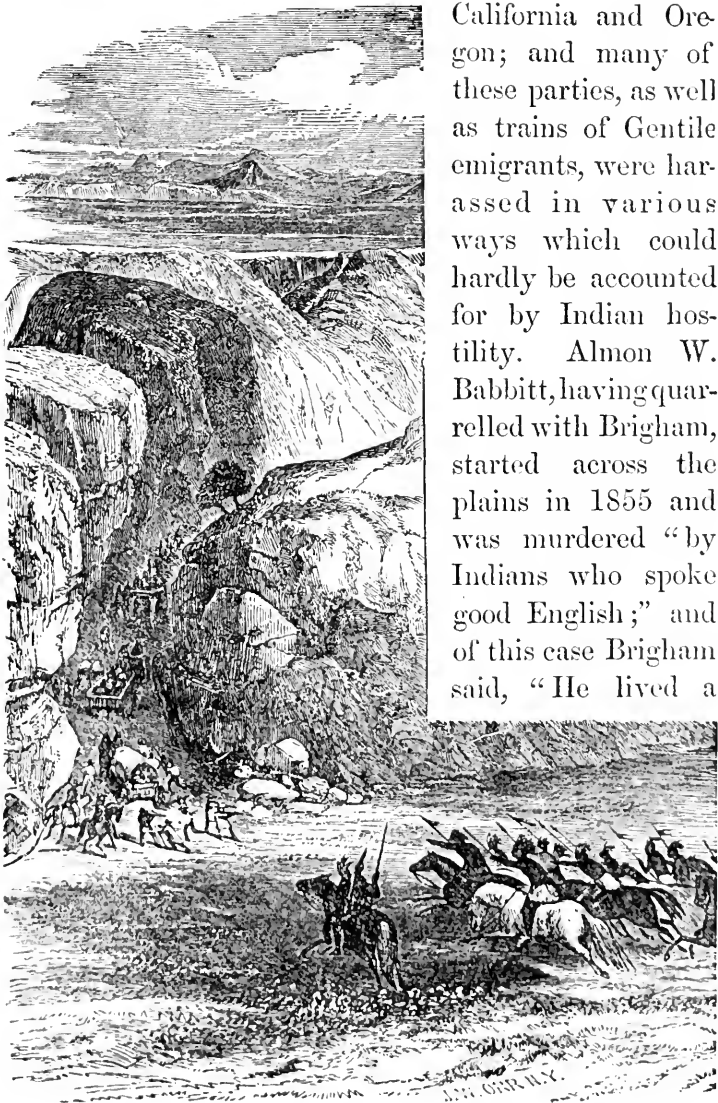 California and Ore-
gon; and many of
these parties, as well
as trains of Gentile
emigrants, were har-
assed in various
ways which could
hardly be accounted
for by Indian hos-
tility. Almon W.
Babbitt, having quar-
relled with Brigham,
started across the
plains in 1855 and
was murdered “by
Indians who spoke
good English;” and
of this case Brigham
said, “He lived a
J.W. ORR N.Y.